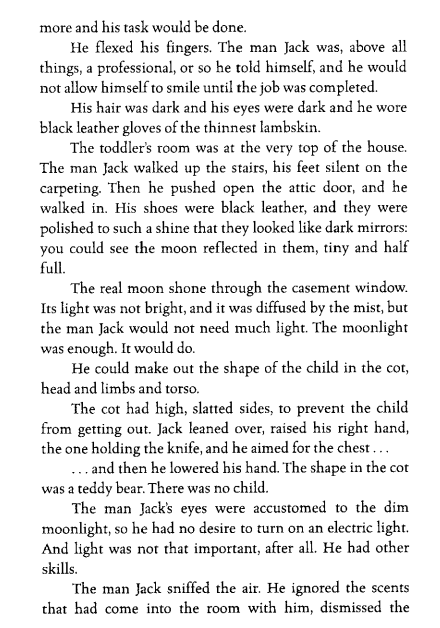 more and his task would be done.
He flexed his fingers. The man Jack was, above all
things, a professional, or so he told himself, and he would
not allow himself to smile until the job was completed.
His hair was dark and his eyes were dark and he wore
black leather gloves of the thinnest lambskin.
The toddler's room was at the very top of the house.
The man Jack walked up the stairs, his feet silent on the
carpeting. Then he pushed open the attic door, and he
walked in. His shoes were black leather, and they were
polished to such a shine that they looked like dark mirrors:
you could see the moon reflected in them, tiny and half
full.
The real moon shone through the casement window.
Its light was not bright, and it was diffused by the mist, but
the man Jack would not need much light. The moonlight
was enough. It would do.
He could make out the shape of the child in the cot,
head and limbs and torso.
The cot had high, slatted sides, to prevent the child
from getting out. Jack leaned over, raised his right hand,
the one holding the knife, and he aimed for the chest . . .
. . . and then he lowered his hand. The shape in the cot
was a teddy bear. There was no child.
The man Jack's eyes were accustomed to the dim
moonlight, so he had no desire to turn on an electric light.
And light was not that important, after all. He had other
skills.
The man Jack sniffed the air. He ignored the scents
that had come into the room with him, dismissed the